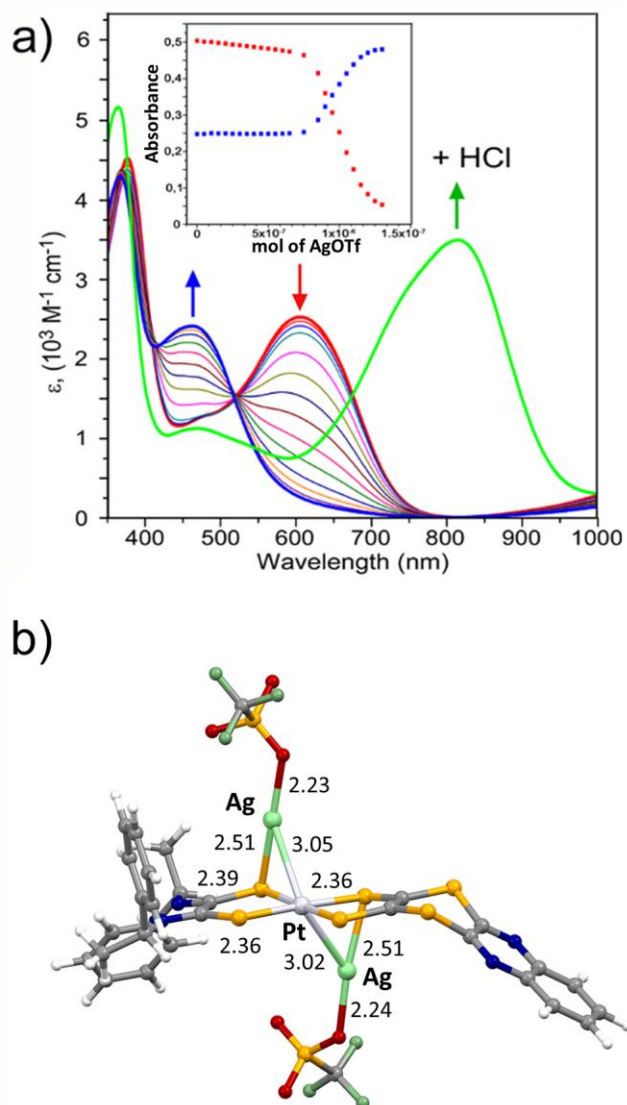 a)
6
5
4
3
2
1
0
ε, (10³ M⁻¹ cm⁻¹)
400
500
600
700
800
900
1000
Wavelength (nm)
0,5
0,4
0,3
0,2
0,1
0
Absorbance
0
5x10⁻⁷
1x10⁻⁶
1.5x10⁻⁷
mol of AgOTf
+ HCl
b)
2.23
Ag
2.51
3.05
2.39
2.36
Pt
2.36
2.51
3.02
Ag
2.24